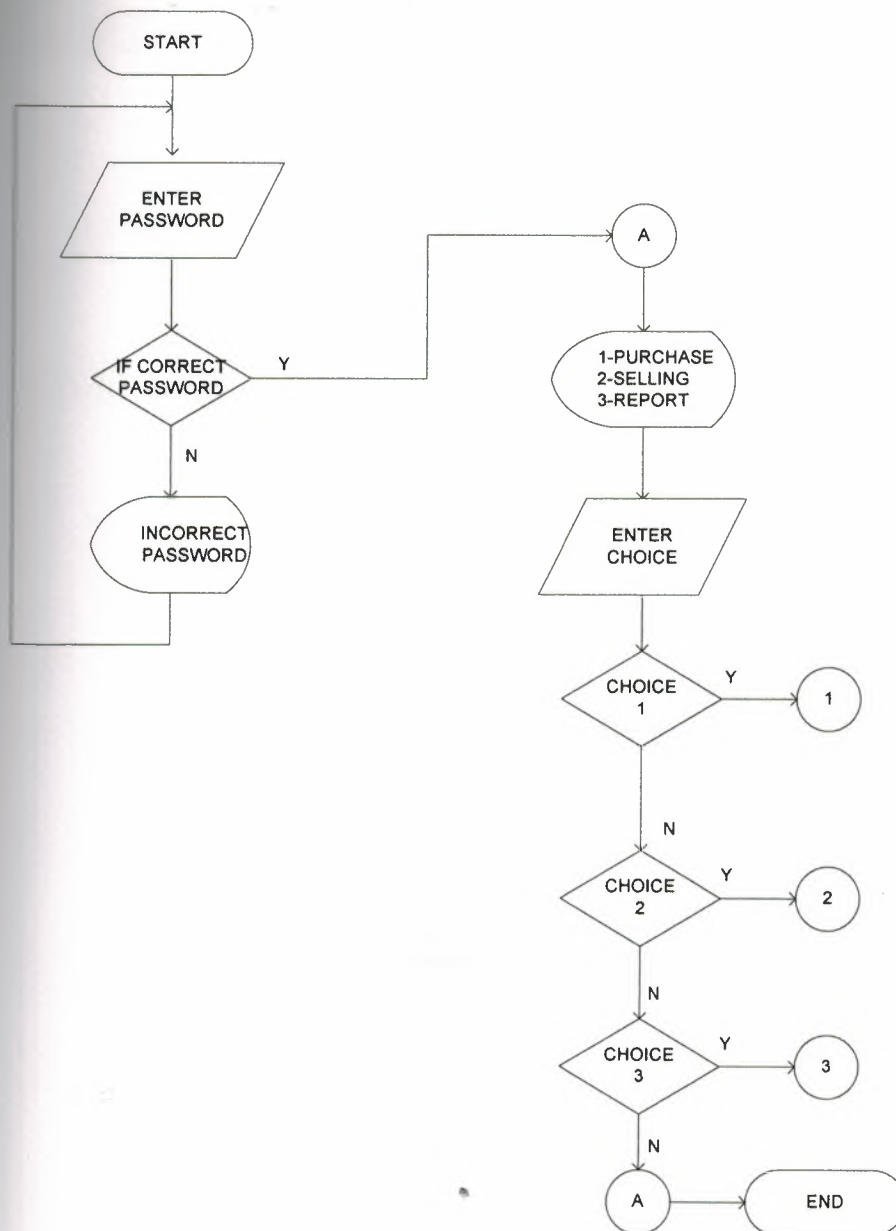 START
ENTER
PASSWORD
IF CORRECT
PASSWORD
Y
N
INCORRECT
PASSWORD
A
1-PURCHASE
2-SELLING
3-REPORT
ENTER
CHOICE
CHOICE
1
Y
1
N
CHOICE
2
Y
2
N
CHOICE
3
Y
3
N
A
END